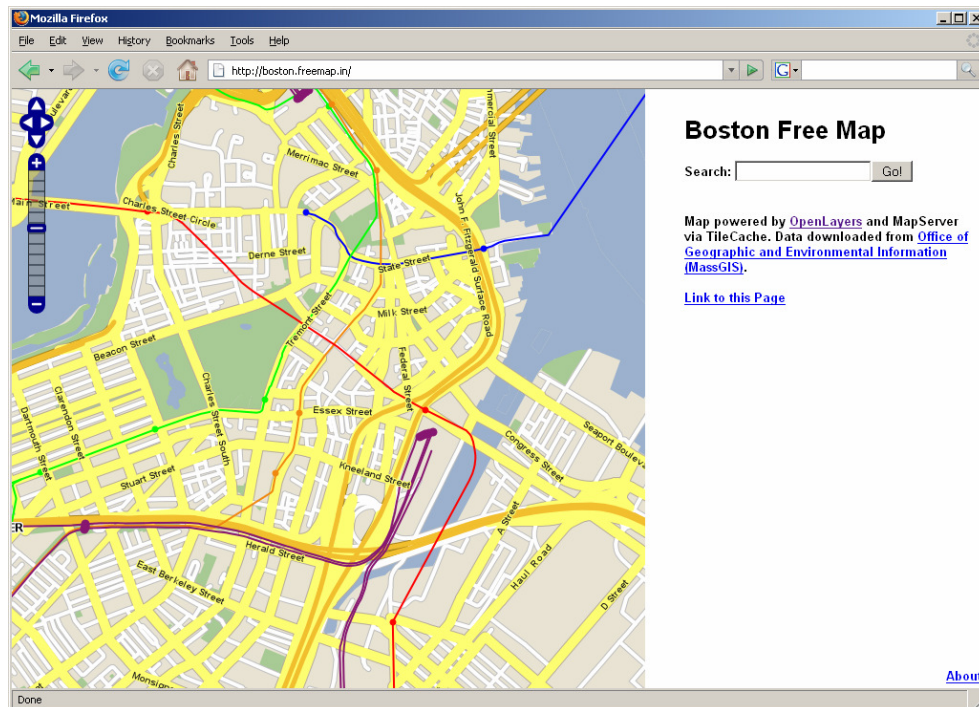 Mozilla Firefox
File Edit View History Bookmarks Tools Help
http://boston.freemap.in/
G
Boston Free Map
Search: Go!
Map powered by OpenLayers and MapServer
via TileCache. Data downloaded from Office of
Geographic and Environmental Information
(MassGIS).
Link to this Page
Charles Street
Merrimac Street
Street
Charles Street Circle
Derne Street
State Street
John F. Fitzgerald Surface Road
Milk Street
Tremont Street
Beacon Street
Federal Street
Clarendon Street
Dartmouth Street
Charles Street South
Essex Street
Congress Street
Stuart Street
Kneeland Street
A Street
ER
Herald Street
Haul Road
East Berkeley Street
D Street
About
Done